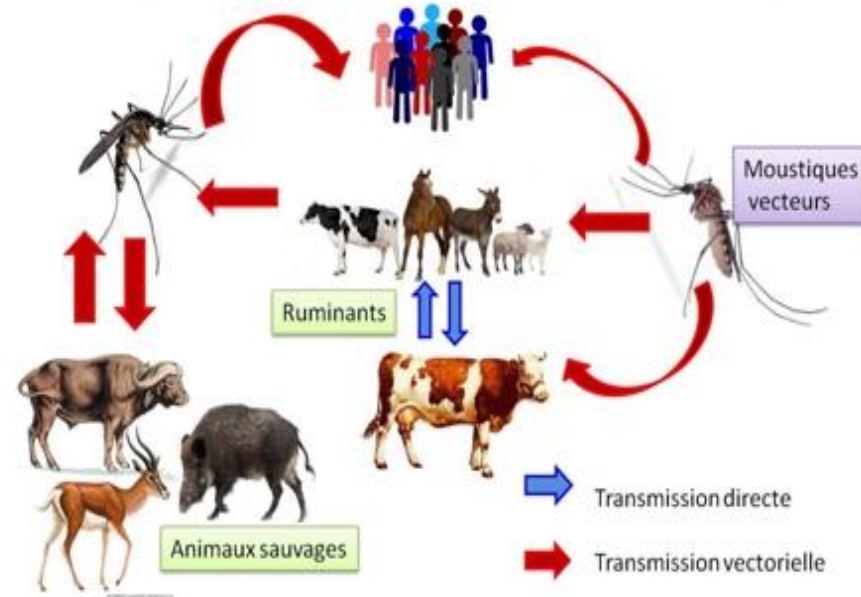 Moustiques
vecteurs
Ruminants
Animaux sauvages
Transmission directe
Transmission vectorielle